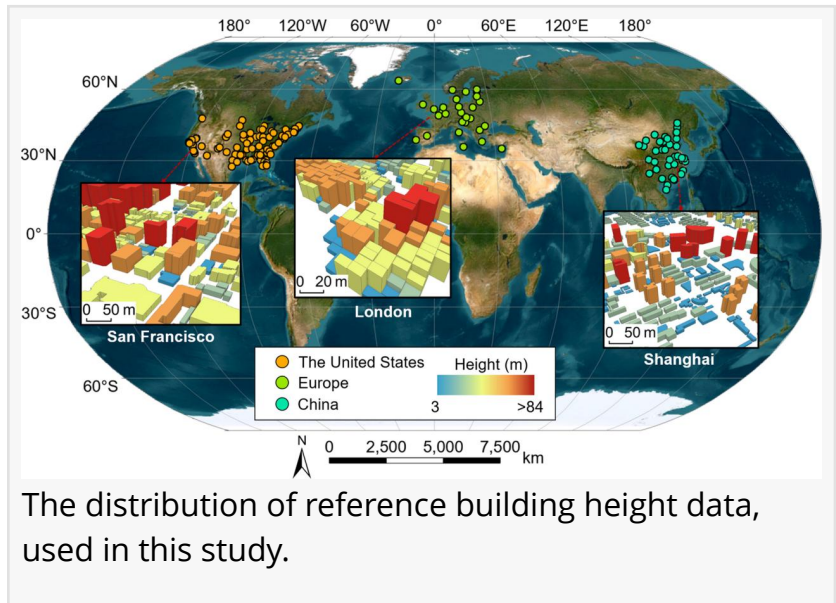 180° 120°W 60°W 0° 60°E 120°E 180°
60°N
30°N
0°
30°S
60°S
0 50 m
San Francisco
0 20 m
London
0 50 m
Shanghai
The United States
Europe
China
Height (m)
3 >84
N
0 2,500 5,000 7,500 km
The distribution of reference building height data,
used in this study.